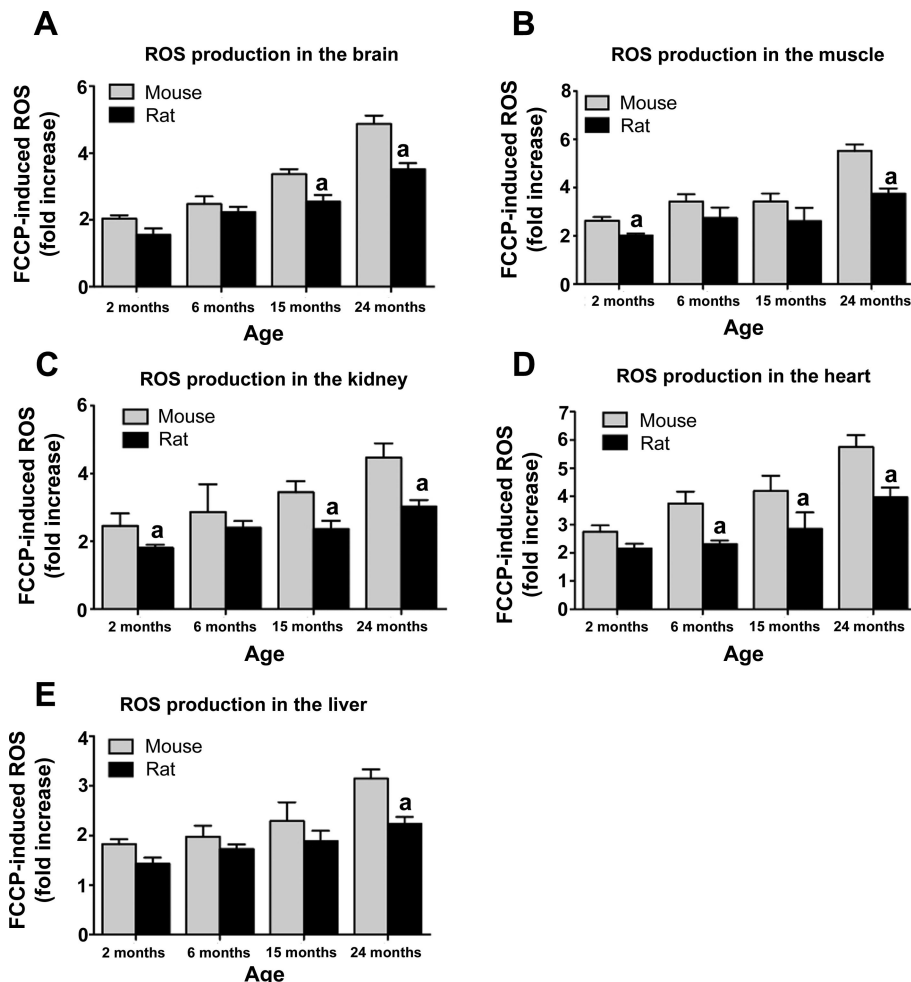 A
ROS production in the brain
FCCP-induced ROS
(fold increase)
6
4
2
0
Mouse
Rat
a
a
2 months
6 months
15 months
24 months
Age
B
ROS production in the muscle
FCCP-induced ROS
(fold increase)
8
6
4
2
0
Mouse
Rat
a
a
2 months
6 months
15 months
24 months
Age
C
ROS production in the kidney
FCCP-induced ROS
(fold increase)
6
4
2
0
Mouse
Rat
a
a
a
2 months
6 months
15 months
24 months
Age
D
ROS production in the heart
FCCP-induced ROS
(fold increase)
7
6
5
4
3
2
1
0
Mouse
Rat
a
a
a
2 months
6 months
15 months
24 months
Age
E
ROS production in the liver
FCCP-induced ROS
(fold increase)
4
3
2
1
0
Mouse
Rat
a
2 months
6 months
15 months
24 months
Age